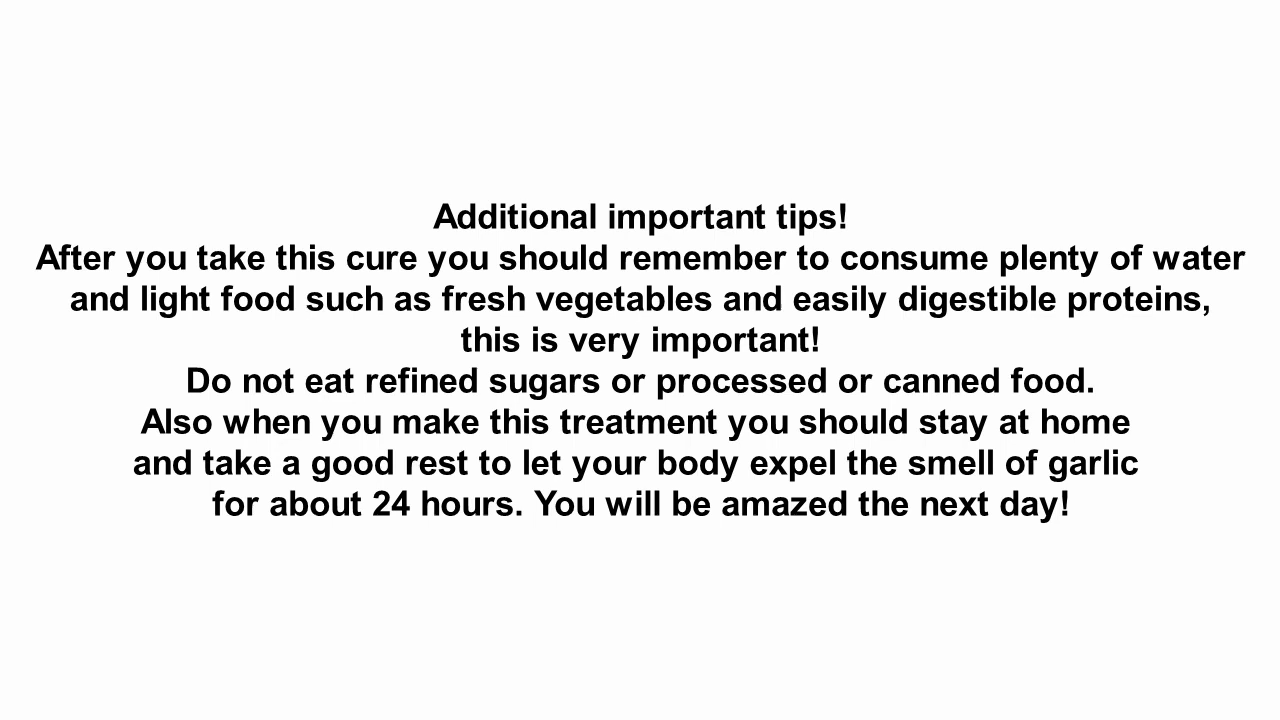 Additional important tips!
After you take this cure you should remember to consume plenty of water
and light food such as fresh vegetables and easily digestible proteins,
this is very important!
Do not eat refined sugars or processed or canned food.
Also when you make this treatment you should stay at home
and take a good rest to let your body expel the smell of garlic
for about 24 hours. You will be amazed the next day!